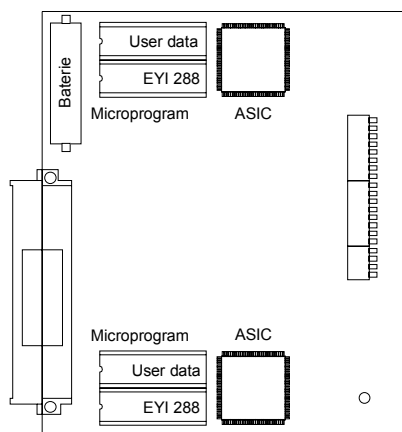 Baterie
User data
EYI 288
Microprogram ASIC
Microprogram ASIC
User data
EYI 288